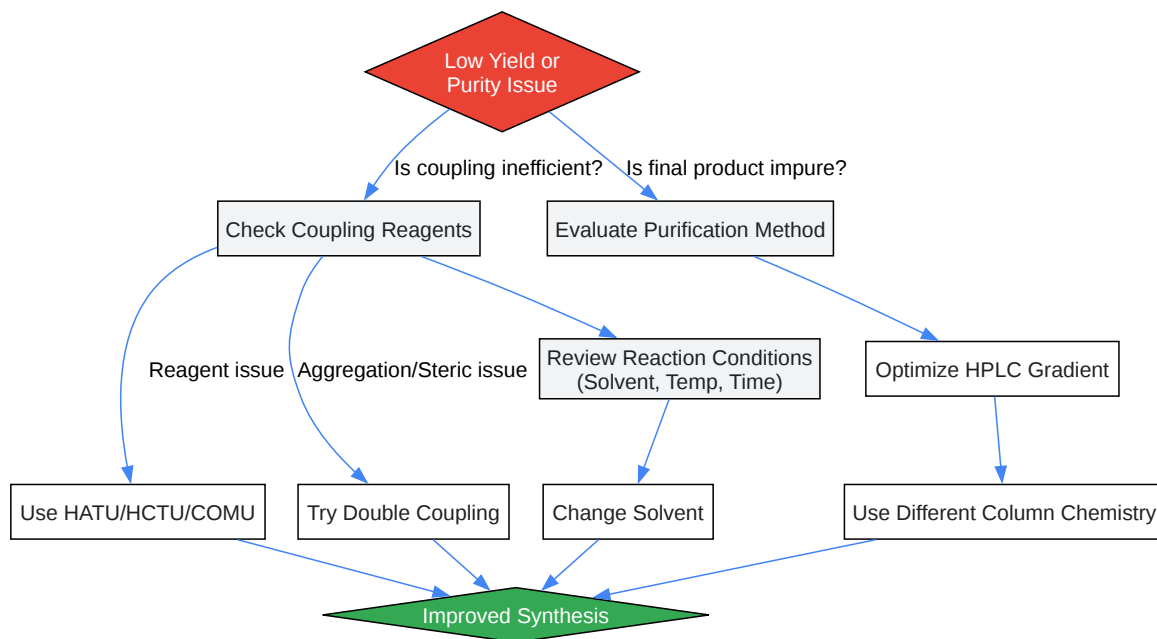 Low Yield or
Purity Issue
Is coupling inefficient?
Is final product impure?
Check Coupling Reagents
Evaluate Purification Method
Reagent issue
Aggregation/Steric issue
Review Reaction Conditions
(Solvent, Temp, Time)
Optimize HPLC Gradient
Use HATU/HCTU/COMU
Try Double Coupling
Change Solvent
Use Different Column Chemistry
Improved Synthesis